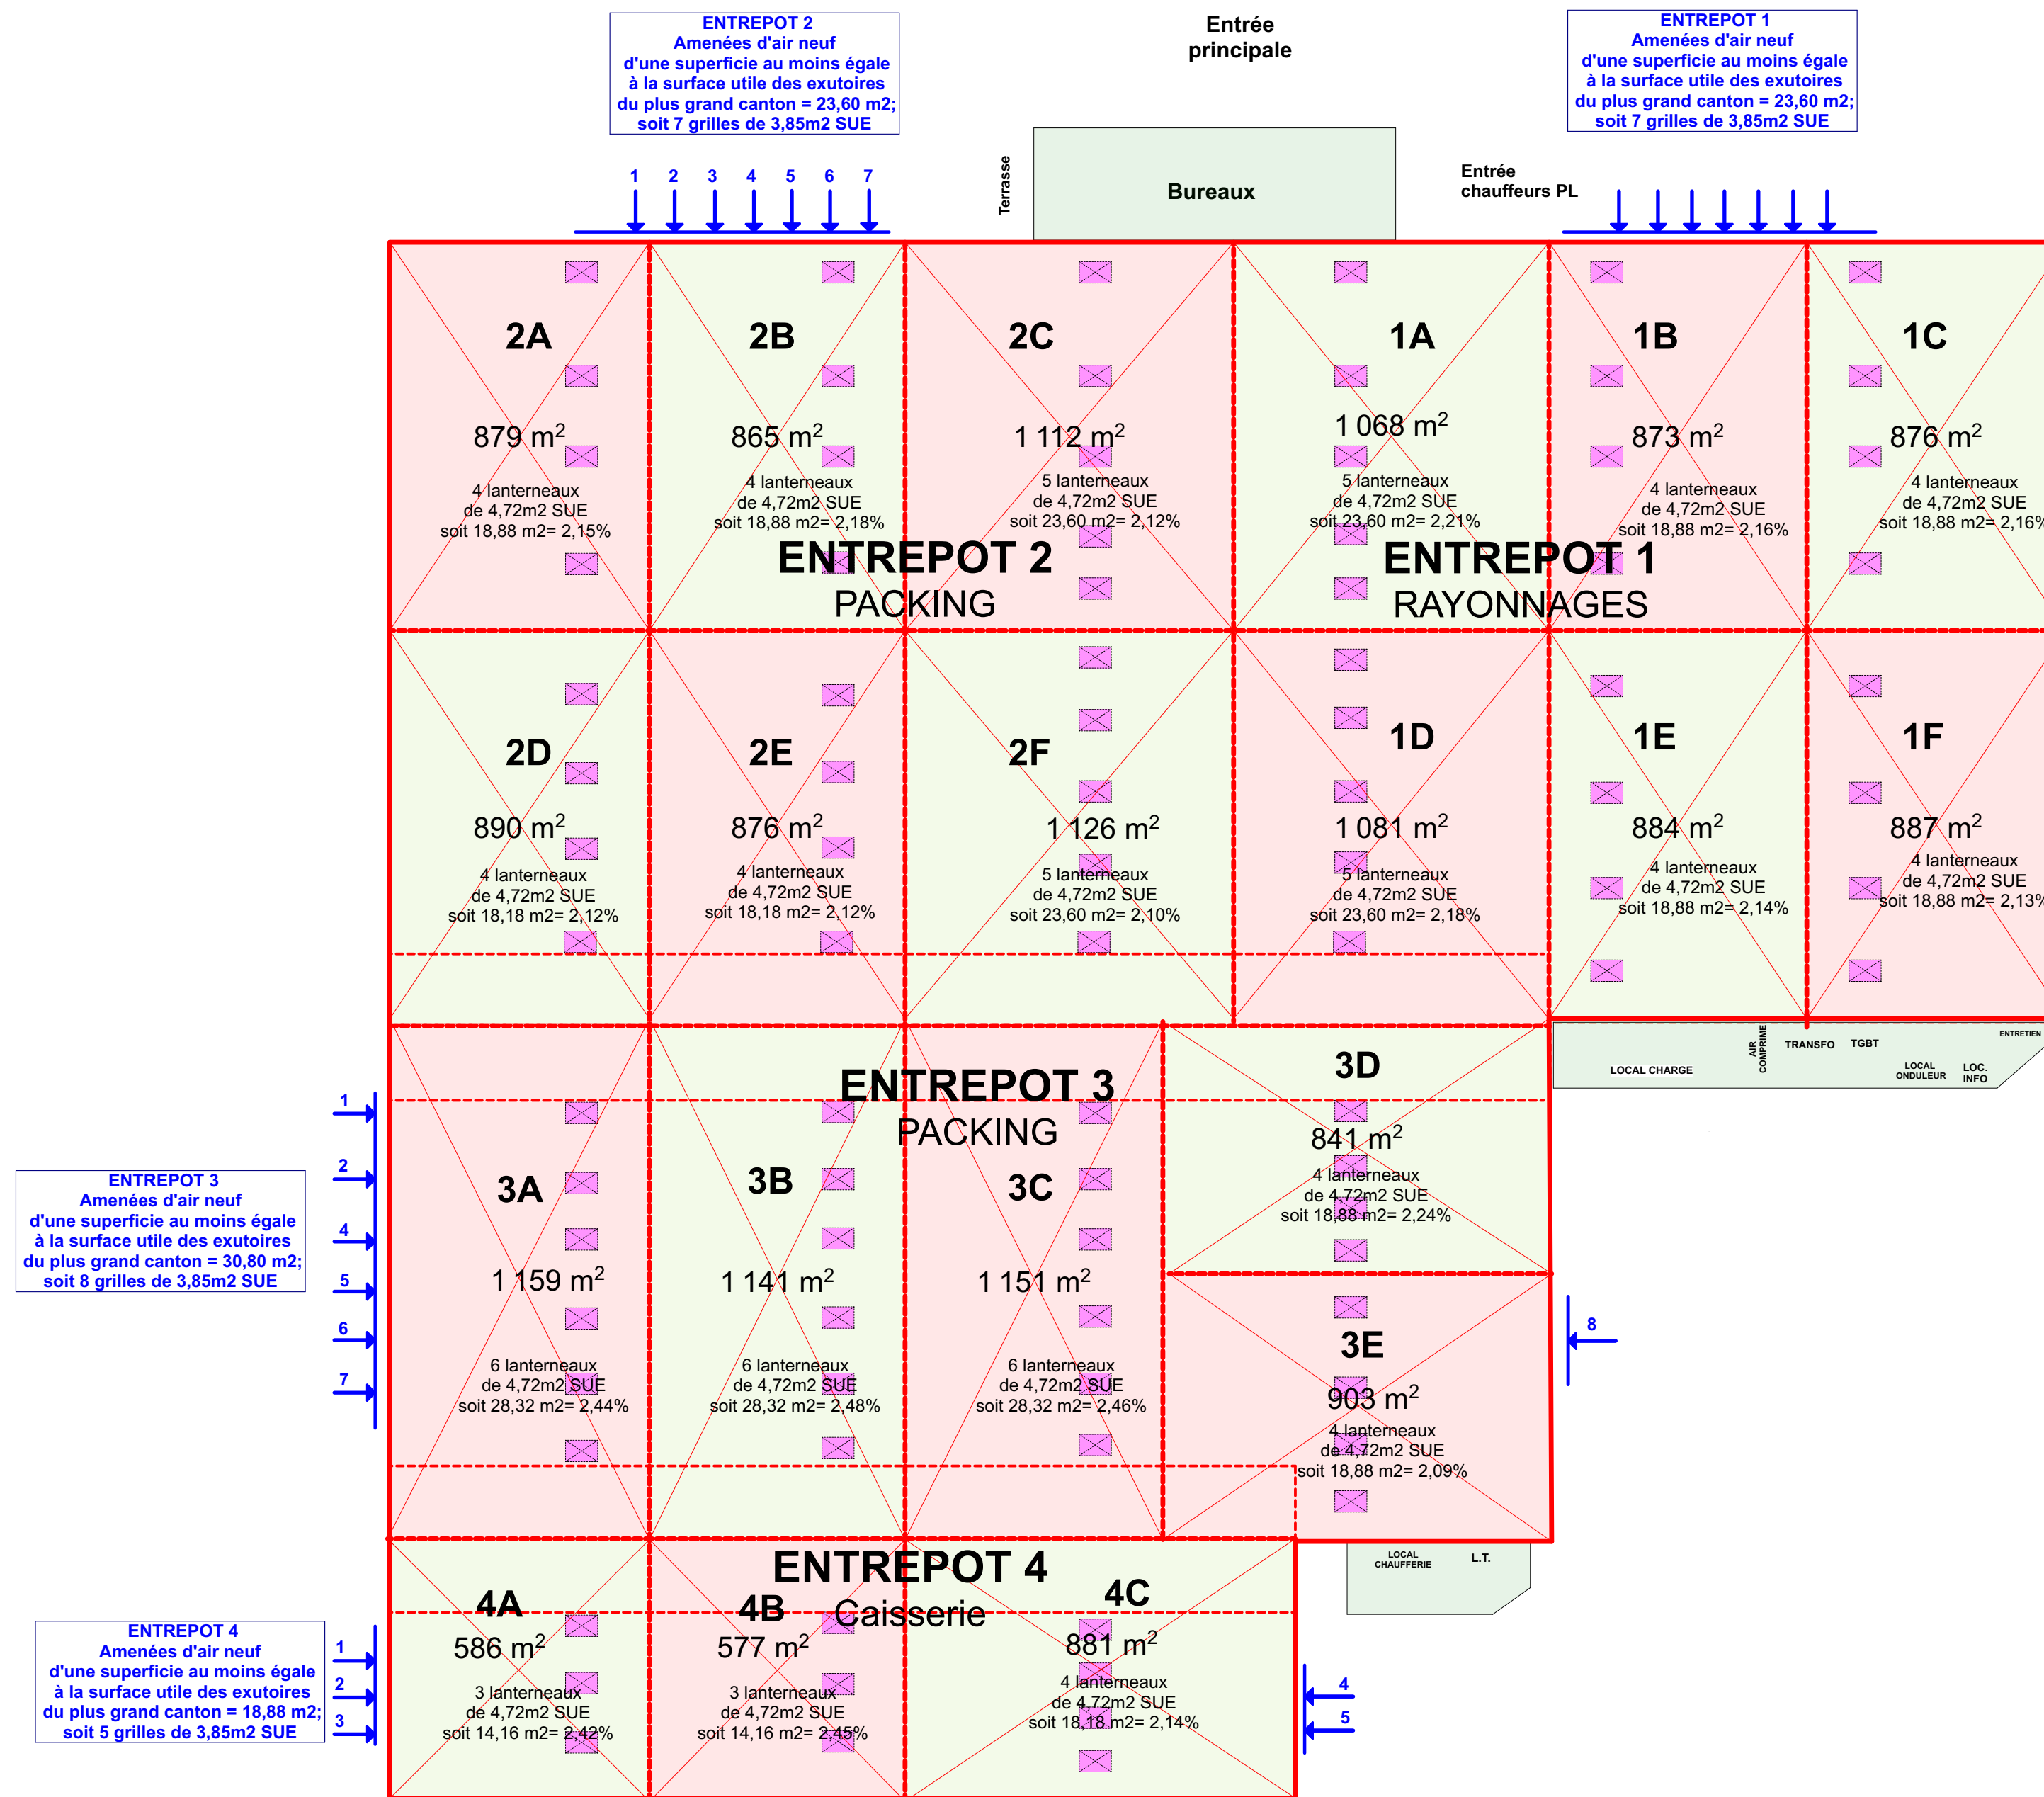 ENTREPOT 2
Amenées d'air neuf
d'une superficie au moins égale
à la surface utile des exutoires
du plus grand canton = 23,60 m2;
soit 7 grilles de 3,85m2 SUE
Entrée
principale
ENTREPOT 1
Amenées d'air neuf
d'une superficie au moins égale
à la surface utile des exutoires
du plus grand canton = 23,60 m2;
soit 7 grilles de 3,85m2 SUE
1 2 3 4 5 6 7
Terrasse
Bureaux
Entrée
chauffeurs PL
2A
879 m²
4 lanterneaux
de 4,72m2 SUE
soit 18,88 m2= 2,15%
2B
865 m²
4 lanterneaux
de 4,72m2 SUE
soit 18,88 m2= 2,18%
2C
1 112 m²
5 lanterneaux
de 4,72m2 SUE
soit 23,60 m2= 2,12%
1A
1 068 m²
5 lanterneaux
de 4,72m2 SUE
soit 23,60 m2= 2,21%
1B
873 m²
4 lanterneaux
de 4,72m2 SUE
soit 18,88 m2= 2,16%
1C
876 m²
4 lanterneaux
de 4,72m2 SUE
soit 18,88 m2= 2,16%
ENTREPOT 2
PACKING
ENTREPOT 1
RAYONNAGES
2D
890 m²
4 lanterneaux
de 4,72m2 SUE
soit 18,18 m2= 2,12%
2E
876 m²
4 lanterneaux
de 4,72m2 SUE
soit 18,18 m2= 2,12%
2F
1 126 m²
5 lanterneaux
de 4,72m2 SUE
soit 23,60 m2= 2,10%
1D
1 081 m²
5 lanterneaux
de 4,72m2 SUE
soit 23,60 m2= 2,18%
1E
884 m²
4 lanterneaux
de 4,72m2 SUE
soit 18,88 m2= 2,14%
1F
887 m²
4 lanterneaux
de 4,72m2 SUE
soit 18,88 m2= 2,13%
LOCAL CHARGE
AIR
COMPRIME
TRANSFO
TGBT
LOCAL
ONDULEUR
LOC.
INFO
ENTRETIEN
ENTREPOT 3
PACKING
1
2
4
5
6
7
ENTREPOT 3
Amenées d'air neuf
d'une superficie au moins égale
à la surface utile des exutoires
du plus grand canton = 30,80 m2;
soit 8 grilles de 3,85m2 SUE
3A
1 159 m²
6 lanterneaux
de 4,72m2 SUE
soit 28,32 m2= 2,44%
3B
1 141 m²
6 lanterneaux
de 4,72m2 SUE
soit 28,32 m2= 2,48%
3C
1 151 m²
6 lanterneaux
de 4,72m2 SUE
soit 28,32 m2= 2,46%
3D
841 m²
4 lanterneaux
de 4,72m2 SUE
soit 18,88 m2= 2,24%
3E
903 m²
4 lanterneaux
de 4,72m2 SUE
soit 18,88 m2= 2,09%
8
ENTREPOT 4
Caisserie
LOCAL
CHAUFFERIE
L.T.
ENTREPOT 4
Amenées d'air neuf
d'une superficie au moins égale
à la surface utile des exutoires
du plus grand canton = 18,88 m2;
soit 5 grilles de 3,85m2 SUE
1
2
3
4A
586 m²
3 lanterneaux
de 4,72m2 SUE
soit 14,16 m2= 2,42%
4B
577 m²
3 lanterneaux
de 4,72m2 SUE
soit 14,16 m2= 2,45%
4C
881 m²
4 lanterneaux
de 4,72m2 SUE
soit 18,18 m2= 2,14%
4
5